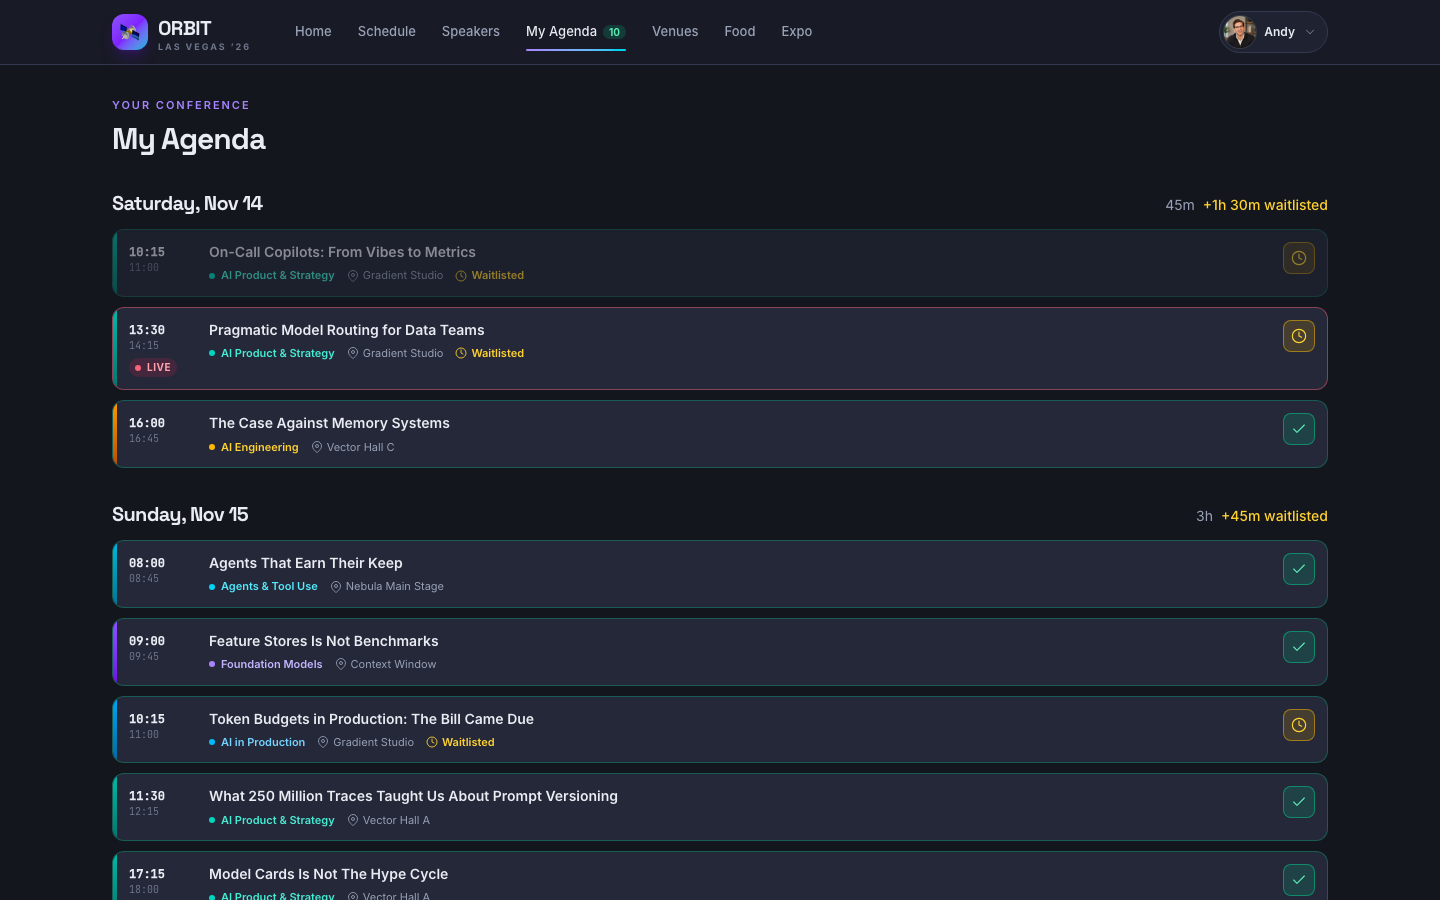 ORBIT
LAS VEGAS '26
Home
Schedule
Speakers
My Agenda 10
Venues
Food
Expo
Andy
YOUR CONFERENCE
My Agenda
Saturday, Nov 14
45m +1h 30m waitlisted
10:15
11:00
On-Call Copilots: From Vibes to Metrics
AI Product & Strategy Gradient Studio Waitlisted
13:30
14:15
LIVE
Pragmatic Model Routing for Data Teams
AI Product & Strategy Gradient Studio Waitlisted
16:00
16:45
The Case Against Memory Systems
AI Engineering Vector Hall C
Sunday, Nov 15
3h +45m waitlisted
08:00
08:45
Agents That Earn Their Keep
Agents & Tool Use Nebula Main Stage
09:00
09:45
Feature Stores Is Not Benchmarks
Foundation Models Context Window
10:15
11:00
Token Budgets in Production: The Bill Came Due
AI in Production Gradient Studio Waitlisted
11:30
12:15
What 250 Million Traces Taught Us About Prompt Versioning
AI Product & Strategy Vector Hall A
17:15
18:00
Model Cards Is Not The Hype Cycle
AI Product & Strategy Vector Hall A